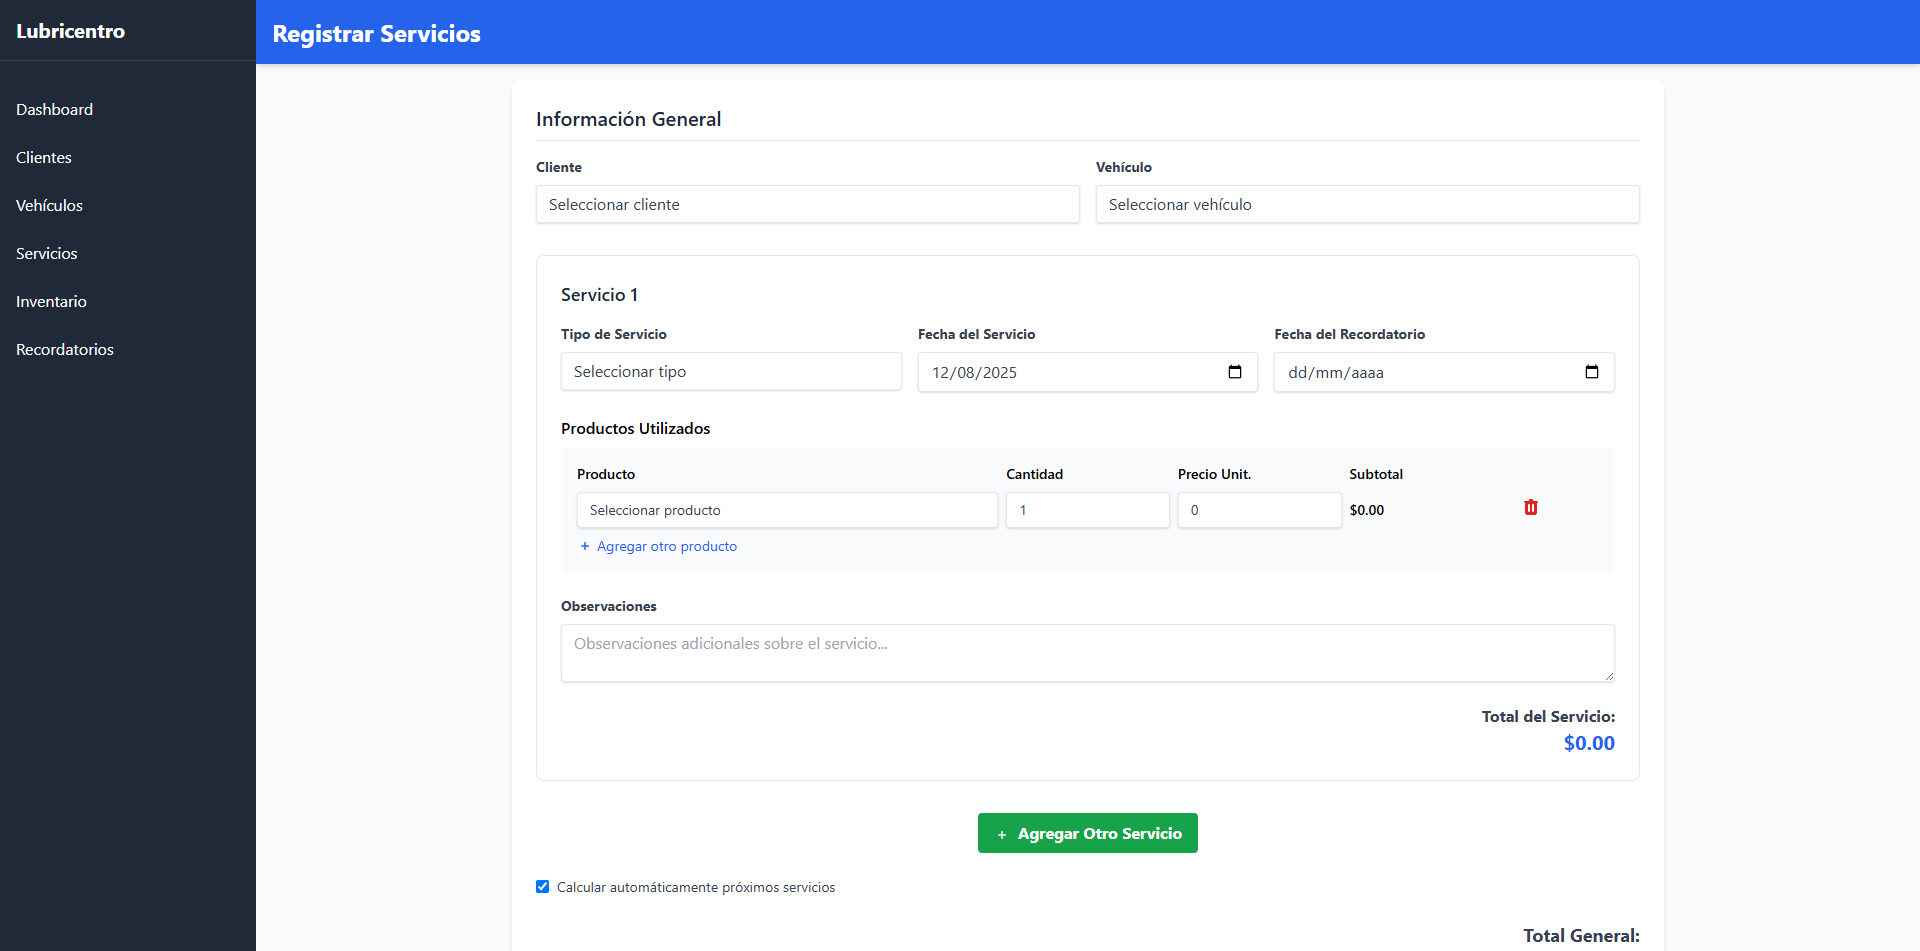 Lubricentro
Registrar Servicios
Dashboard
Clientes
Vehículos
Servicios
Inventario
Recordatorios
Información General
Cliente
Vehículo
Seleccionar cliente
Seleccionar vehículo
Servicio 1
Tipo de Servicio
Fecha del Servicio
Fecha del Recordatorio
Seleccionar tipo
12/08/2025
dd/mm/aaaa
Productos Utilizados
Producto
Cantidad
Precio Unit.
Subtotal
Seleccionar producto
1
0
$0.00
+ Agregar otro producto
Observaciones
Observaciones adicionales sobre el servicio...
Total del Servicio:
$0.00
+ Agregar Otro Servicio
Calcular automáticamente próximos servicios
Total General: